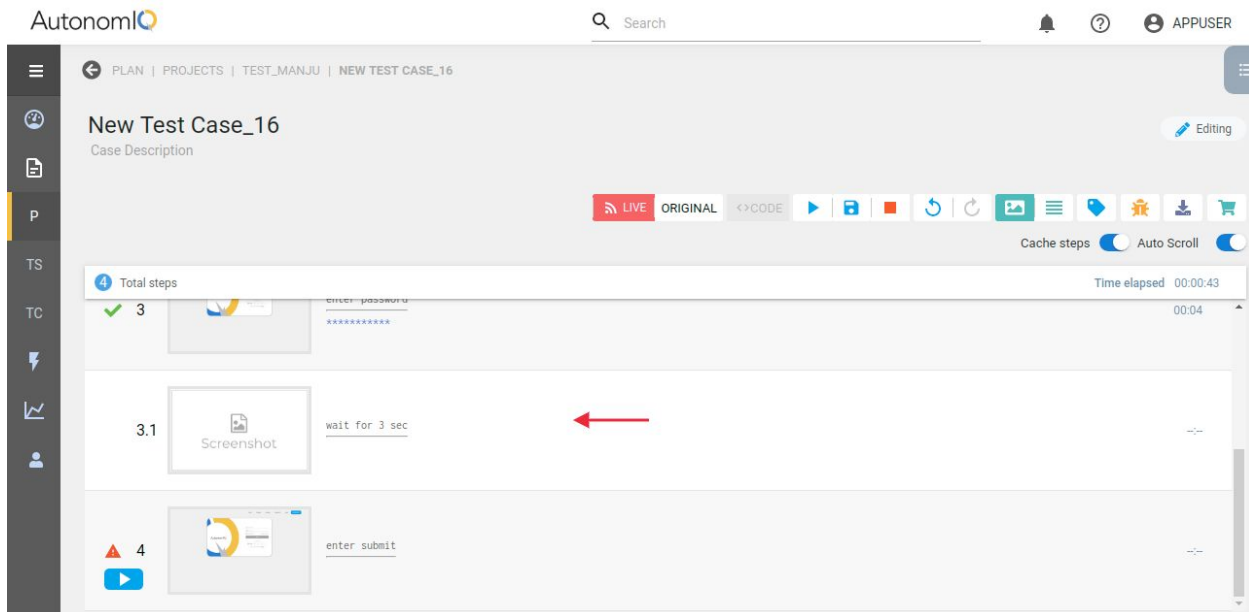 AutonomIQ
Search
APPUSER
PLAN | PROJECTS | TEST_MANJU | NEW TEST CASE_16
New Test Case_16
Editing
Case Description
P
LIVE ORIGINAL <>CODE
Cache steps Auto Scroll
TS
4 Total steps Time elapsed 00:00:43
TC
3 enter password 00:04
***********
3.1 Screenshot wait for 3 sec --:--
4 enter submit --:--